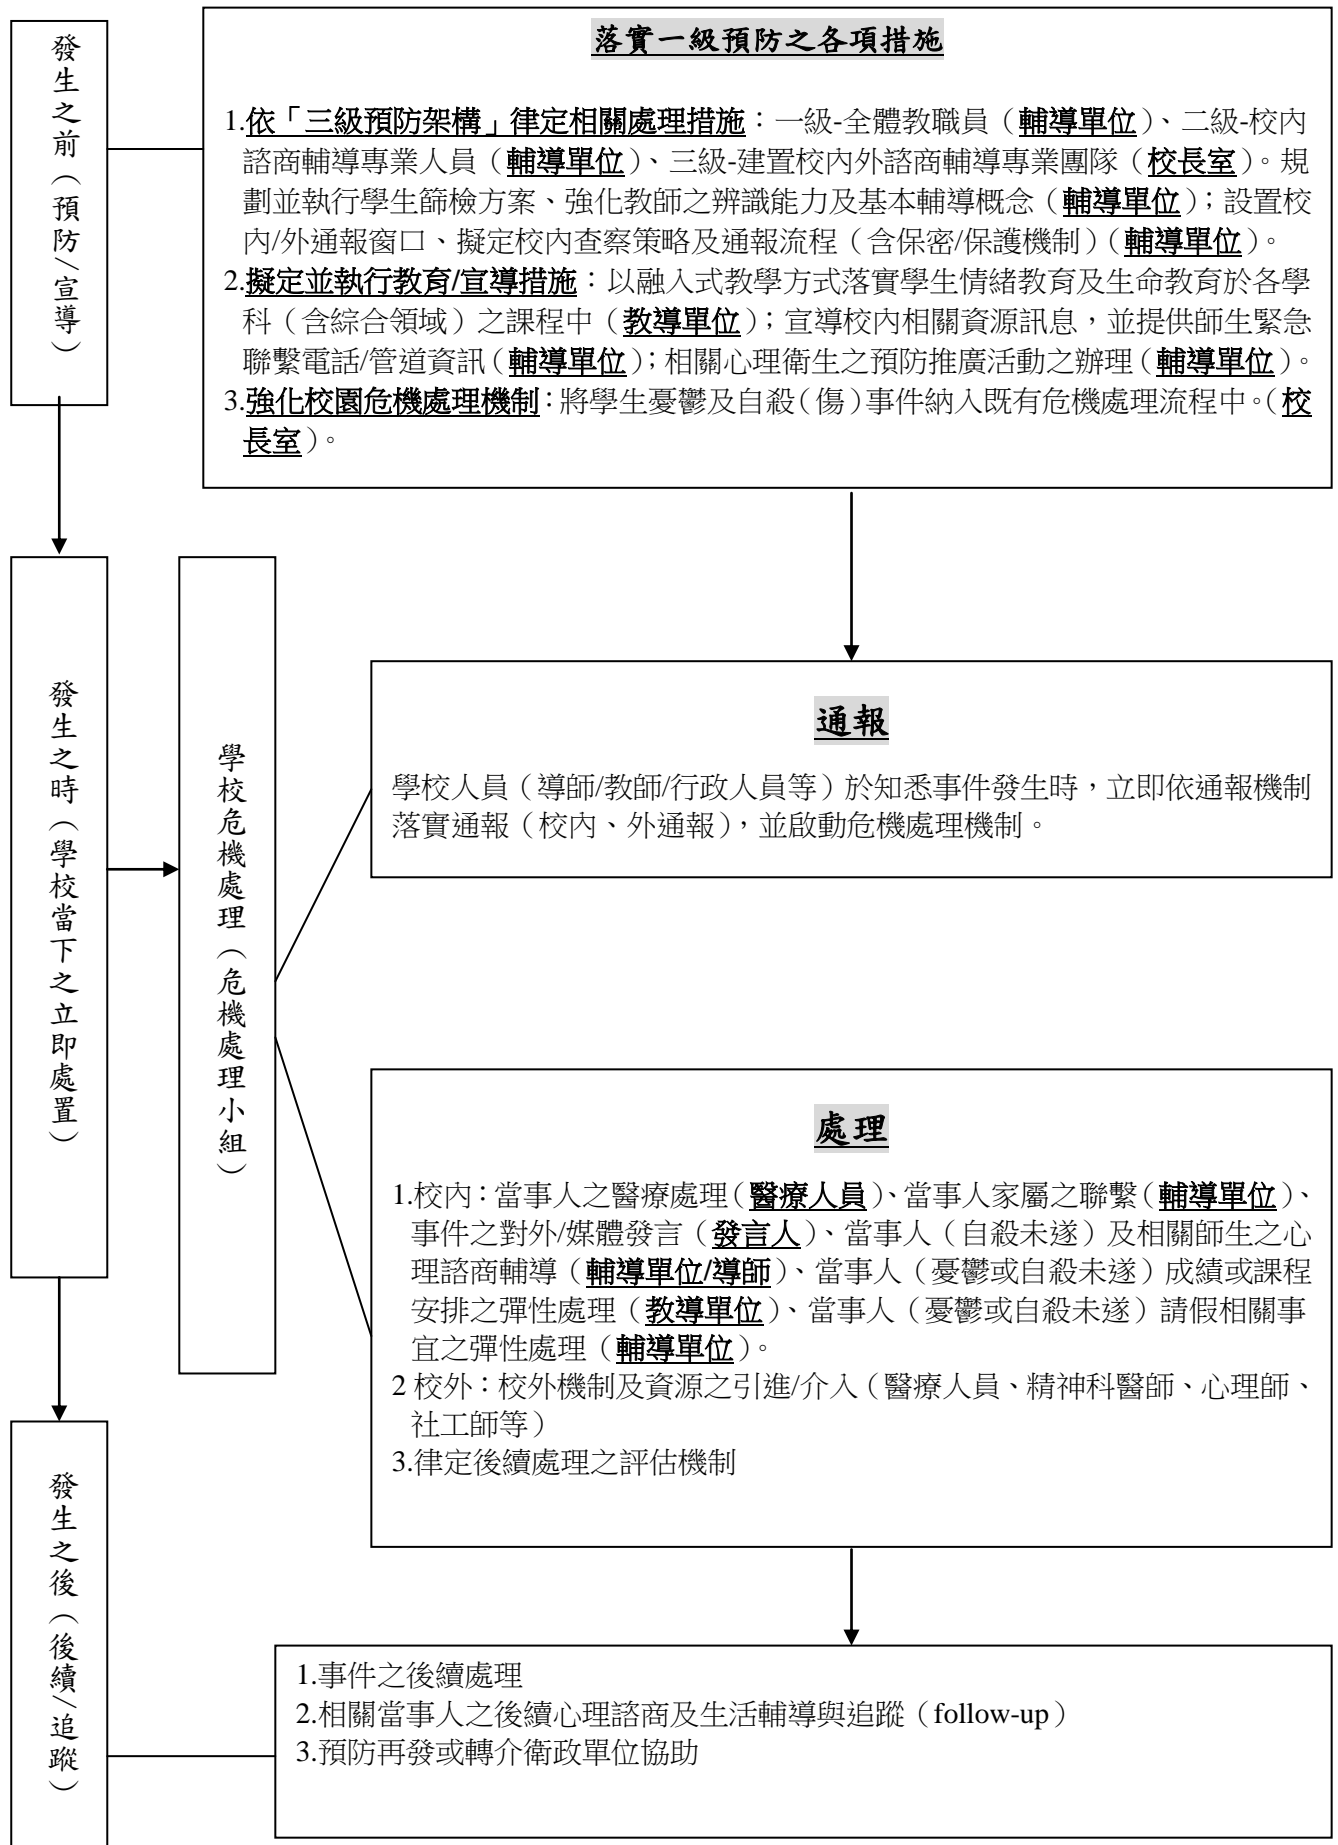 發生之前（預防/宣導）
落實一級預防之各項措施
1.依「三級預防架構」律定相關處理措施：一級-全體教職員（輔導單位）、二級-校內
諮商輔導專業人員（輔導單位）、三級-建置校內外諮商輔導專業團隊（校長室）。規
劃並執行學生篩檢方案、強化教師之辨識能力及基本輔導概念（輔導單位）；設置校
內/外通報窗口、擬定校內查察策略及通報流程（含保密/保護機制）（輔導單位）。
2.擬定並執行教育/宣導措施：以融入式教學方式落實學生情緒教育及生命教育於各學
科（含綜合領域）之課程中（教導單位）；宣導校內相關資源訊息，並提供師生緊急
聯繫電話/管道資訊（輔導單位）；相關心理衛生之預防推廣活動之辦理（輔導單位）。
3.強化校園危機處理機制：將學生憂鬱及自殺（傷）事件納入既有危機處理流程中。（校
長室）。
發生之時（學校當下之立即處置）
學校危機處理（危機處理小組）
通報
學校人員（導師/教師/行政人員等）於知悉事件發生時，立即依通報機制
落實通報（校內、外通報），並啟動危機處理機制。
處理
1.校內：當事人之醫療處理（醫療人員）、當事人家屬之聯繫（輔導單位）、
事件之對外/媒體發言（發言人）、當事人（自殺未遂）及相關師生之心
理諮商輔導（輔導單位/導師）、當事人（憂鬱或自殺未遂）成績或課程
安排之彈性處理（教導單位）、當事人（憂鬱或自殺未遂）請假相關事
宜之彈性處理（輔導單位）。
2 校外：校外機制及資源之引進/介入（醫療人員、精神科醫師、心理師、
社工師等）
3.律定後續處理之評估機制
發生之後（後續/追蹤）
1.事件之後續處理
2.相關當事人之後續心理諮商及生活輔導與追蹤（follow-up）
3.預防再發或轉介衛政單位協助